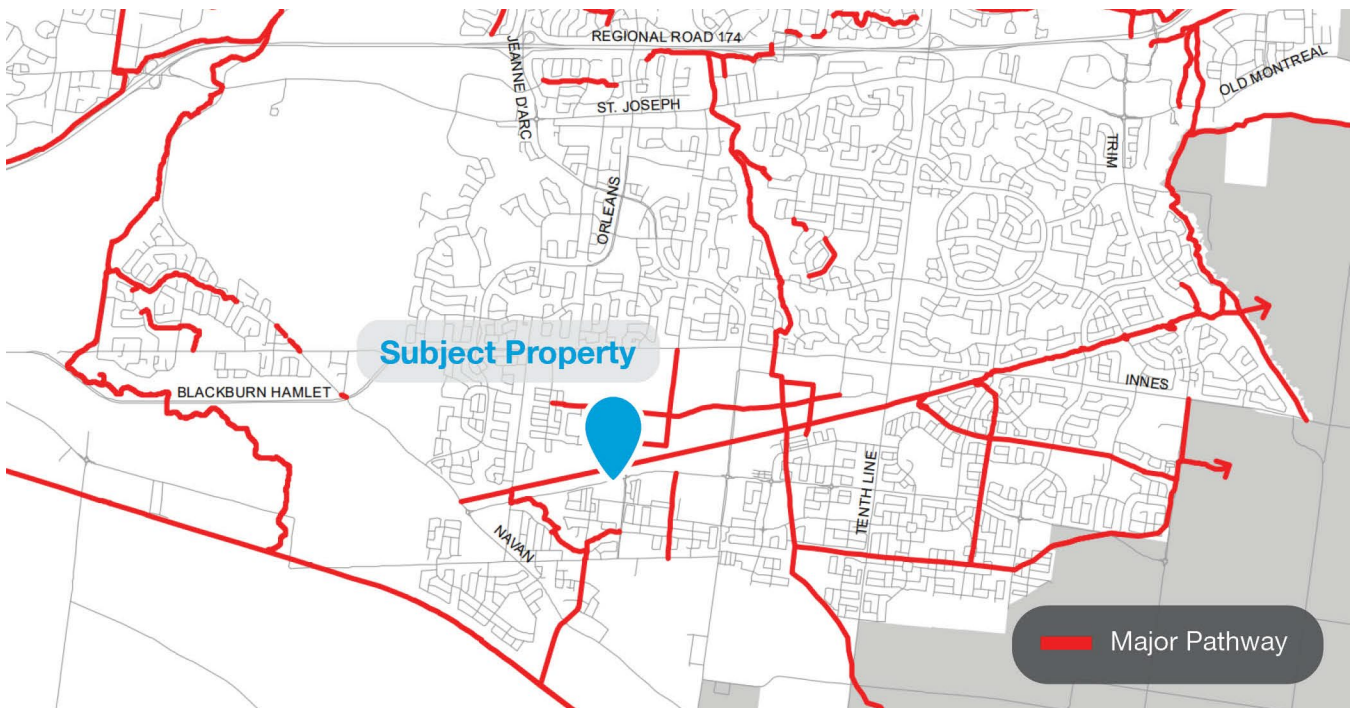 REGIONAL ROAD 174
JEANNE D'ARC
OLD MONTREAL
ST. JOSEPH
TRIM
ORLEANS
Subject Property
INNES
BLACKBURN HAMLET
TENTH LINE
NAVAN
Major Pathway